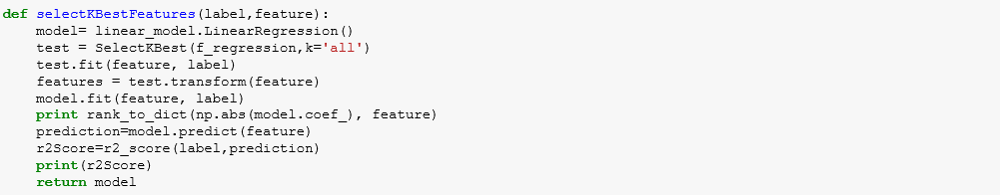 def selectKBestFeatures(label,feature):
    model= linear_model.LinearRegression()
    test = SelectKBest(f_regression,k='all')
    test.fit(feature, label)
    features = test.transform(feature)
    model.fit(feature, label)
    print rank_to_dict(np.abs(model.coef_), feature)
    prediction=model.predict(feature)
    r2Score=r2_score(label,prediction)
    print(r2Score)
    return model